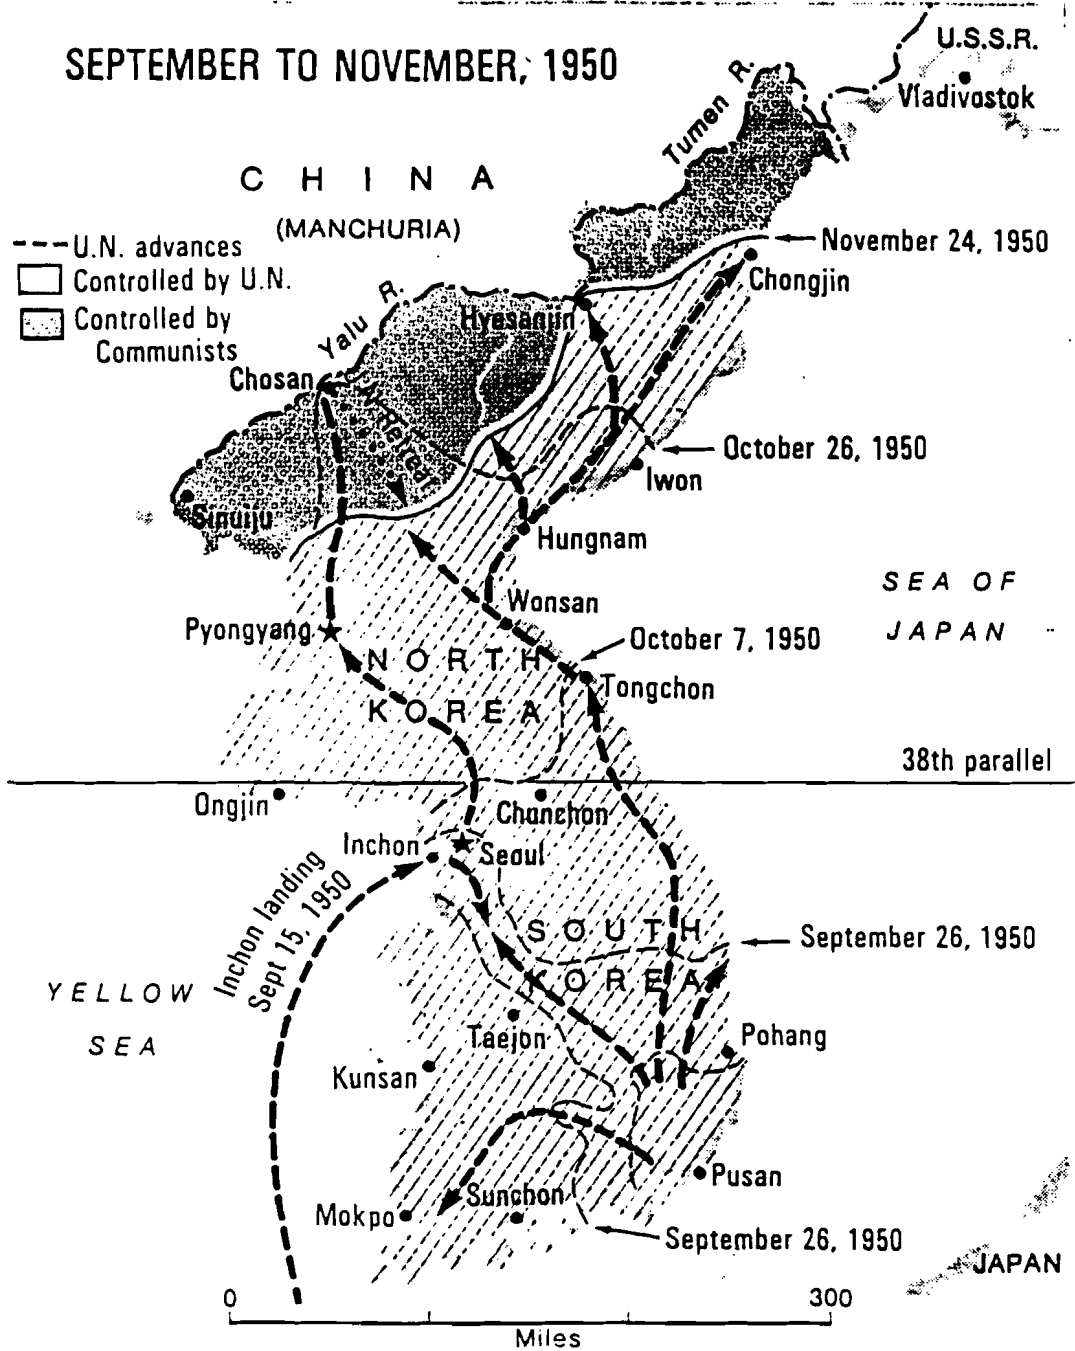 SEPTEMBER TO NOVEMBER, 1950
U.S.S.R.
Vladivostok
Tumen R.
CHINA
(MANCHURIA)
U.N. advances
Controlled by U.N.
Controlled by
Communists
November 24, 1950
Chongjin
Yalu R.
Hyesanjin
Chosan
Retreat
October 26, 1950
Iwon
Sinuiju
Hungnam
SEA OF
JAPAN
Wonsan
Pyongyang
October 7, 1950
NORTH
KOREA
Tongchon
38th parallel
Ongjin
Chunchon
Inchon
Seoul
Inchon landing
Sept 15, 1950
SOUTH
KOREA
September 26, 1950
YELLOW
SEA
Taejon
Pohang
Kunsan
Pusan
Sunchon
Mokpo
September 26, 1950
JAPAN
0
300
Miles